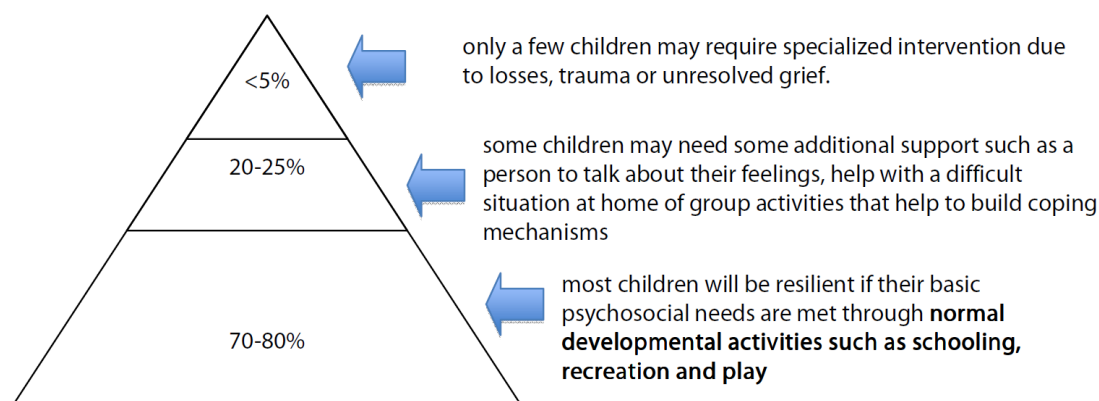 only a few children may require specialized intervention due
to losses, trauma or unresolved grief.
<5%
some children may need some additional support such as a
person to talk about their feelings, help with a difficult
situation at home of group activities that help to build coping
mechanisms
20-25%
most children will be resilient if their basic
psychosocial needs are met through normal
developmental activities such as schooling,
recreation and play
70-80%